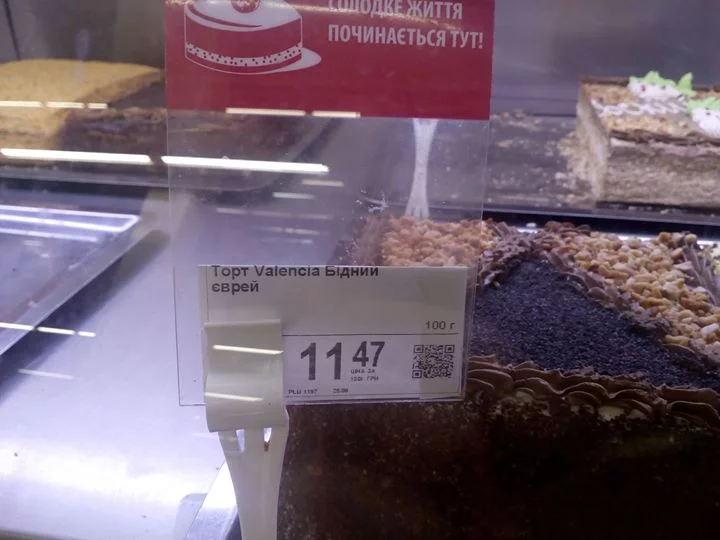 СОЛОДКЕ ЖИТТЯ
ПОЧИНАЄТЬСЯ ТУТ!
Торт Valencia Бідний
єврей
100 г
11 47
ЦІНА ЗА
100Г, ГРН
PLU 1197